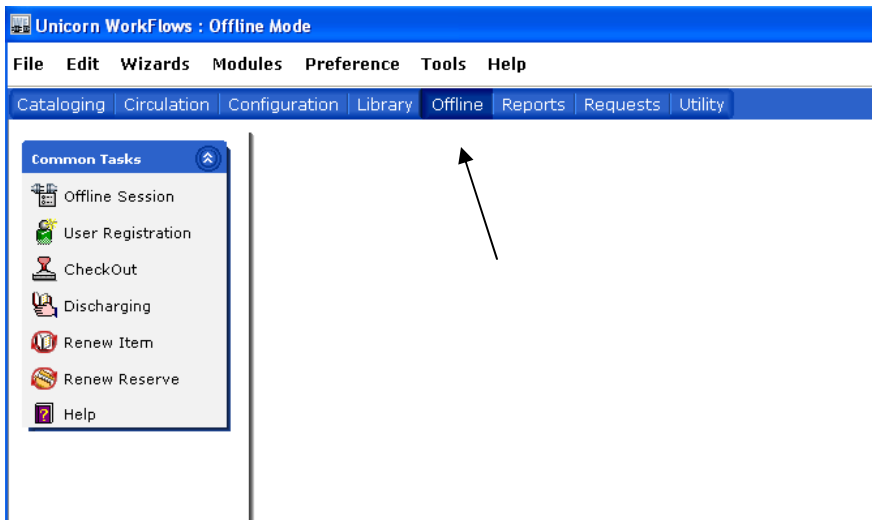 Unicorn WorkFlows : Offline Mode
File Edit Wizards Modules Preference Tools Help
Cataloging Circulation Configuration Library Offline Reports Requests Utility
Common Tasks
Offline Session
User Registration
CheckOut
Discharging
Renew Item
Renew Reserve
? Help